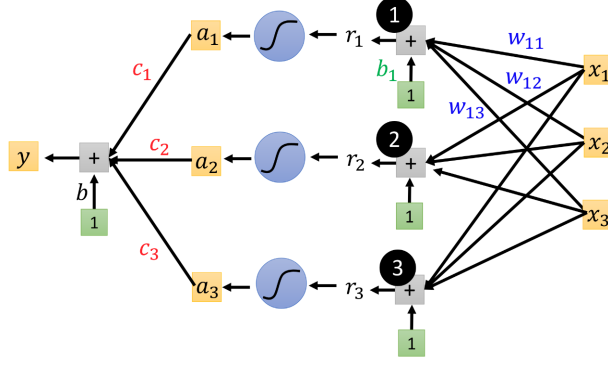 1
a₁ r₁ + w₁₁
c₁ b₁ x₁
1 w₁₂
w₁₃
2
c₂ x₂
y + a₂ r₂ +
b
1 1 x₃
c₃
3
a₃ r₃ +
1